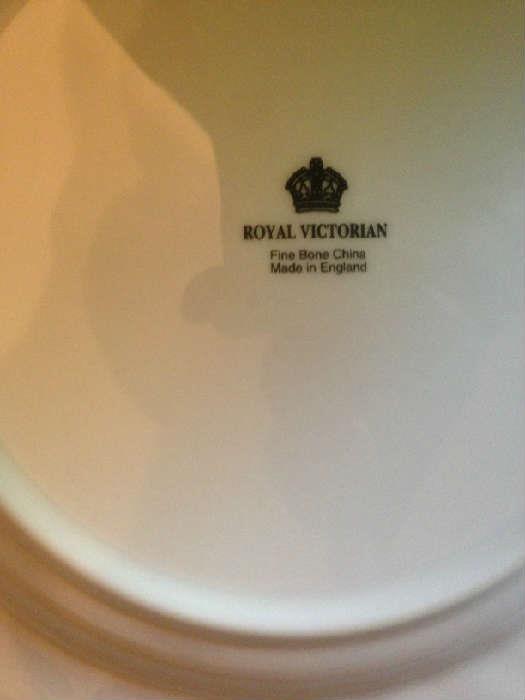 ROYAL VICTORIAN
Fine Bone China
Made in England